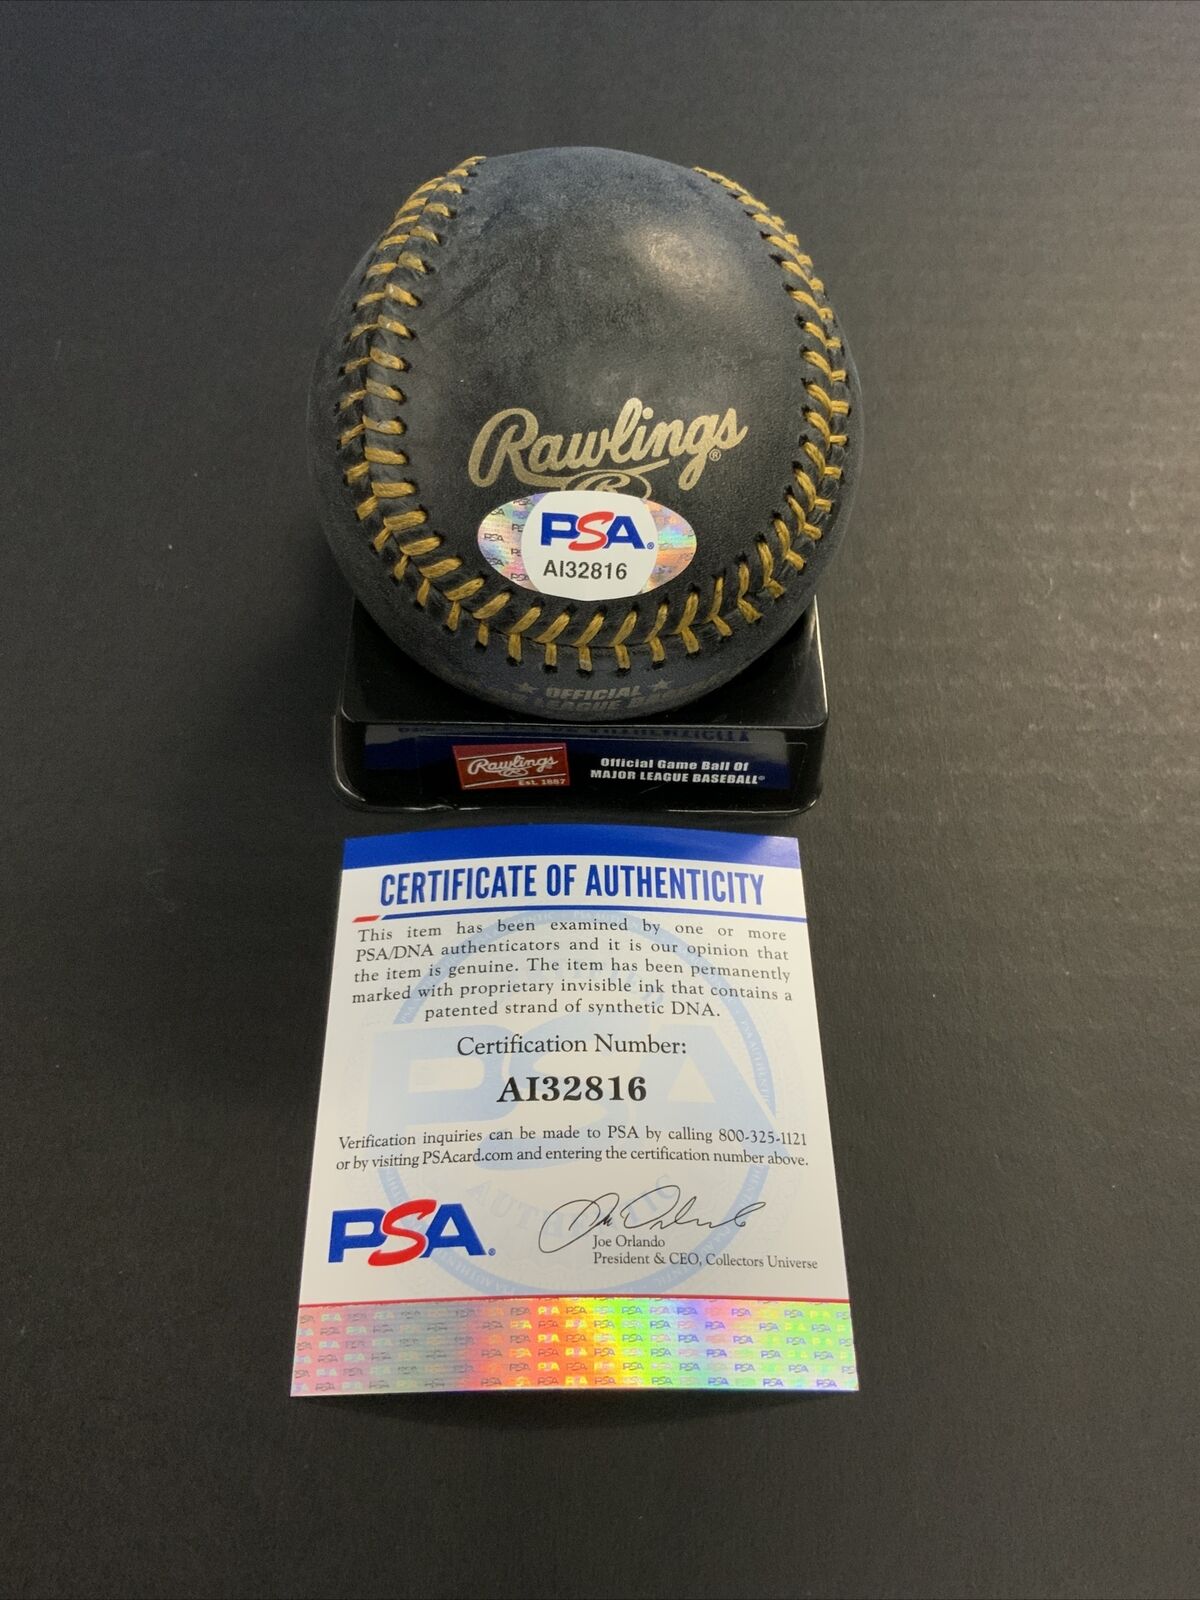 Rawlings®
R
PSA®
AI32816
★ OFFICIAL ★
LEAGUE
CERTIFICATE OF AUTHENTICITY
Rawlings
Est. 1887
Official Game Ball Of
MAJOR LEAGUE BASEBALL®
CERTIFICATE OF AUTHENTICITY
This item has been examined by one or more
PSA/DNA authenticators and it is our opinion that
the item is genuine. The item has been permanently
marked with proprietary invisible ink that contains a
patented strand of synthetic DNA.
Certification Number:
AI32816
Verification inquiries can be made to PSA by calling 800-325-1121
or by visiting PSAcard.com and entering the certification number above.
PSA®
Joe Orlando
President & CEO, Collectors Universe